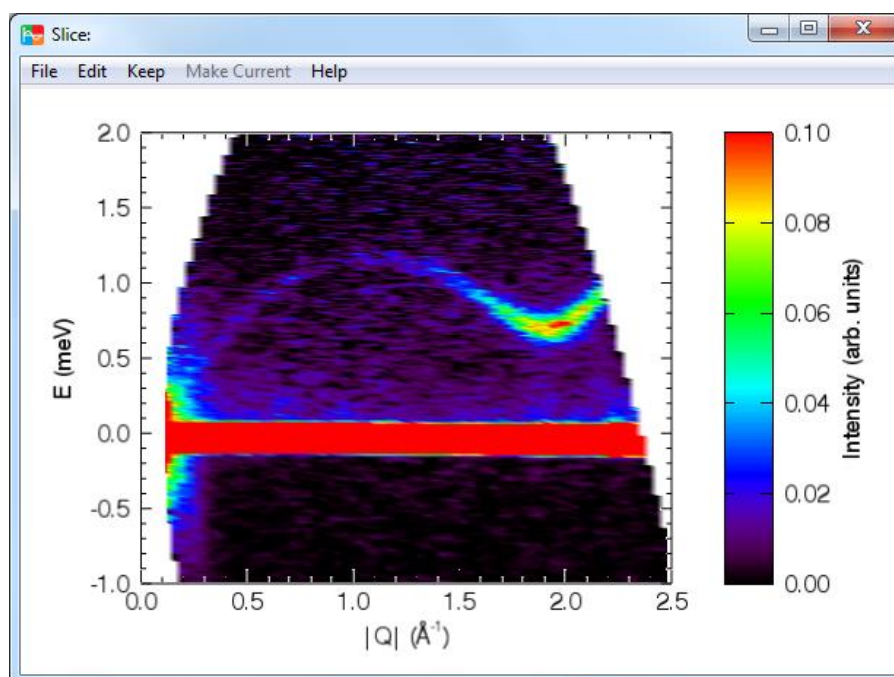 Slice:
File Edit Keep Make Current Help
2.0
1.5
1.0
0.5
0.0
-0.5
-1.0
E (meV)
0.0 0.5 1.0 1.5 2.0 2.5
|Q| (Å⁻¹)
0.10
0.08
0.06
0.04
0.02
0.00
Intensity (arb. units)